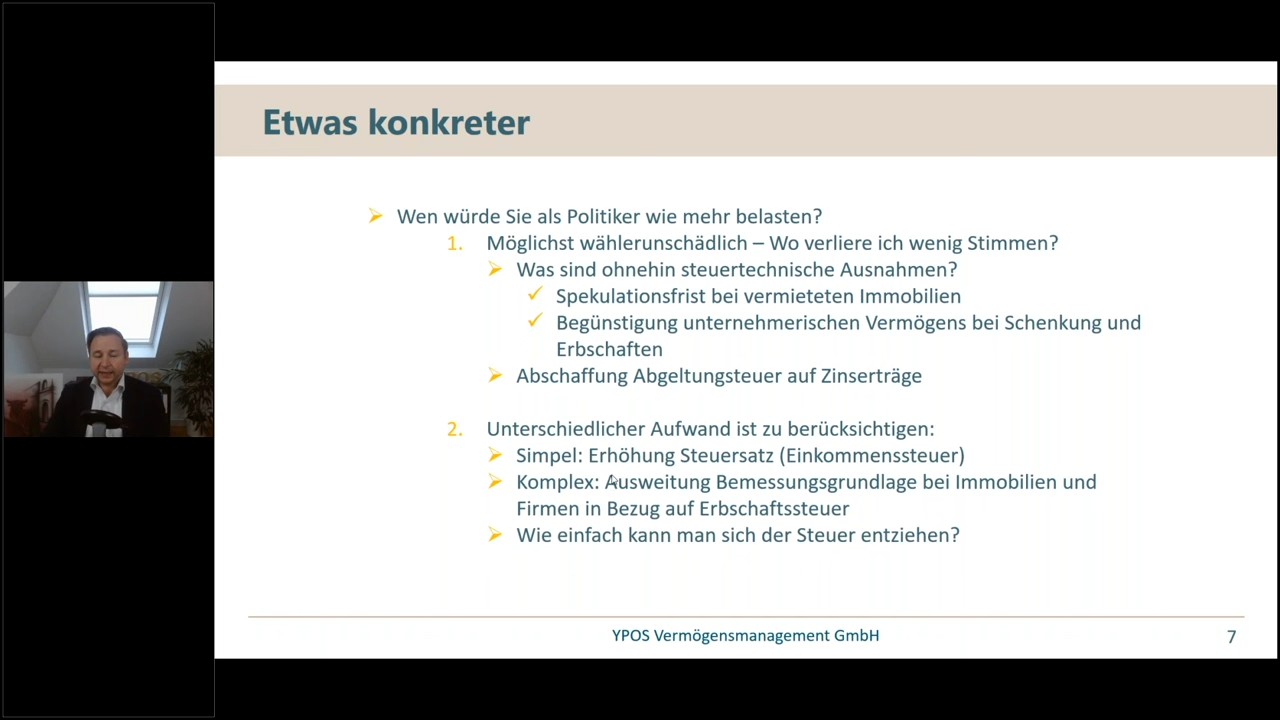 Etwas konkreter
Wen würde Sie als Politiker wie mehr belasten?
1. Möglichst wählerunschädlich – Wo verliere ich wenig Stimmen?
Was sind ohnehin steuertechnische Ausnahmen?
Spekulationsfrist bei vermieteten Immobilien
Begünstigung unternehmerischen Vermögens bei Schenkung und
Erbschaften
Abschaffung Abgeltungsteuer auf Zinserträge
2. Unterschiedlicher Aufwand ist zu berücksichtigen:
Simpel: Erhöhung Steuersatz (Einkommenssteuer)
Komplex: Ausweitung Bemessungsgrundlage bei Immobilien und
Firmen in Bezug auf Erbschaftssteuer
Wie einfach kann man sich der Steuer entziehen?
YPOS Vermögensmanagement GmbH
7